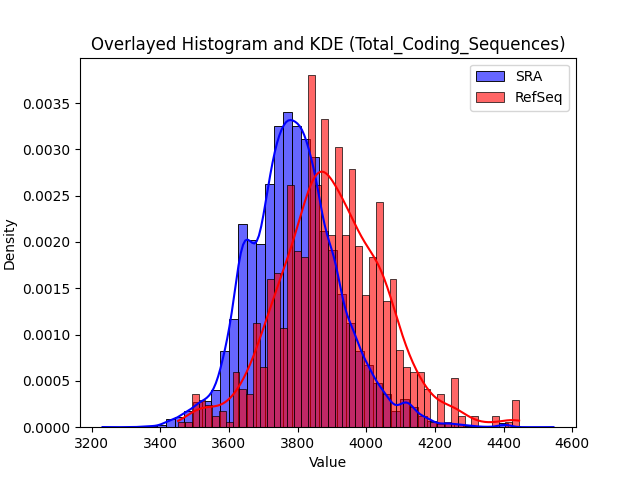 Overlayed Histogram and KDE (Total_Coding_Sequences)
SRA
RefSeq
Density
0.0035
0.0030
0.0025
0.0020
0.0015
0.0010
0.0005
0.0000
3200 3400 3600 3800 4000 4200 4400 4600
Value